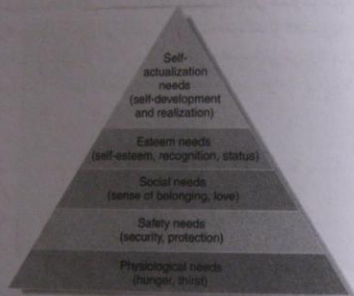 Self-
actualization
needs
(self-development
and realization)
Esteem needs
(self-esteem, recognition, status)
Social needs
(sense of belonging, love)
Safety needs
(security, protection)
Physiological needs
(hunger, thirst)